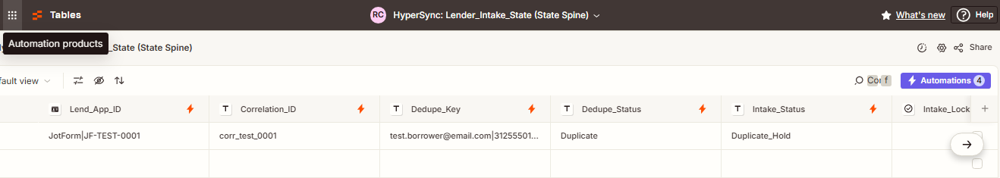 Tables
RC HyperSync: Lender_Intake_State (State Spine)
What's new
Help
Automation products
_State (State Spine)
Share
fault view
Automations 4
Lend_App_ID
T Correlation_ID
T Dedupe_Key
T Dedupe_Status
T Intake_Status
Intake_Lock
JotForm|JF-TEST-0001
corr_test_0001
test.borrower@email.com|31255501...
Duplicate
Duplicate_Hold